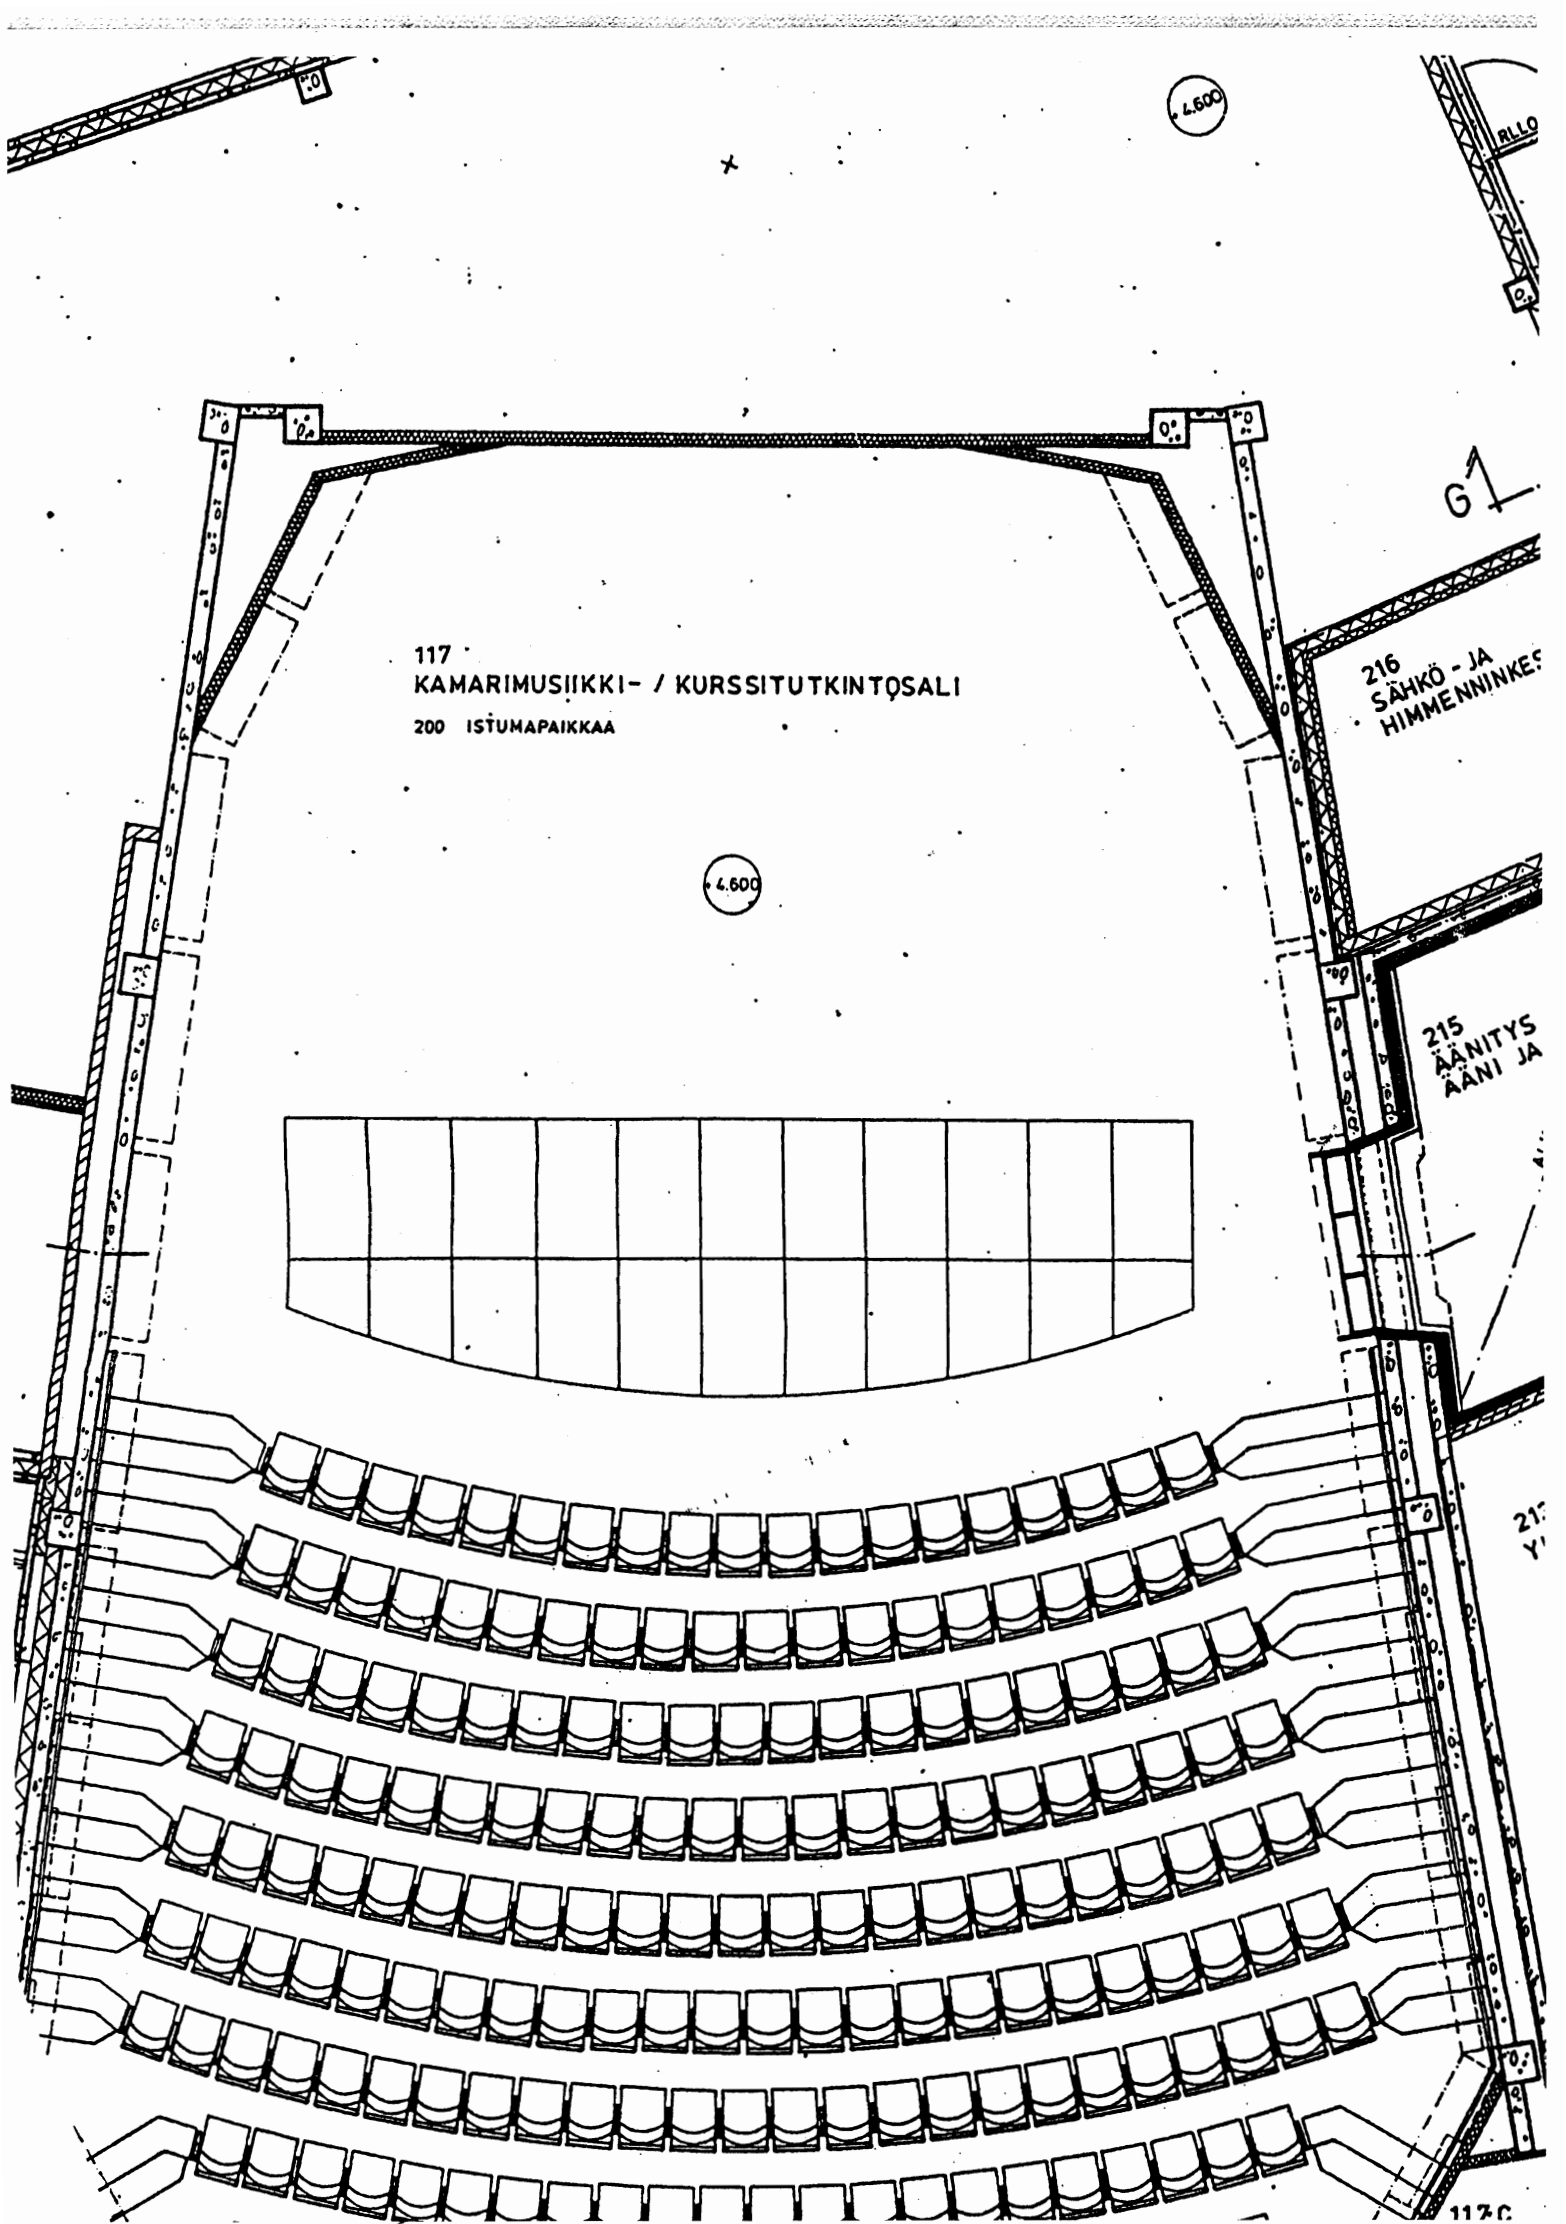 4.600
RLLO
G
117
KAMARIMUSIIKKI- / KURSSITUTKINTOSALI
200 ISTUMAPAIKKAA
216
SÄHKÖ - JA
HIMMENNINKES
4.600
215
ÄÄNITYS
ÄÄNI JA